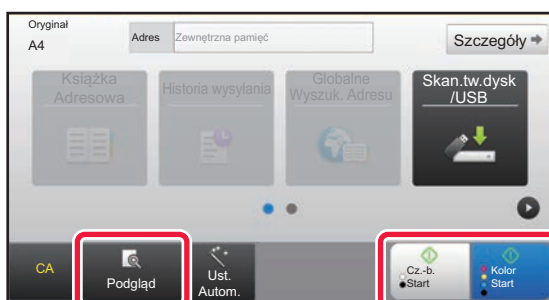 Oryginał
A4
Adres
Zewnętrzna pamięć
Szczegóły
Książka
Adresowa
Historia wysyłania
Globalne
Wyszuk. Adresu
Skan.tw.dysk
/USB
CA
Podgląd
Ust.
Autom.
Cz.-b.
Start
Kolor
Start